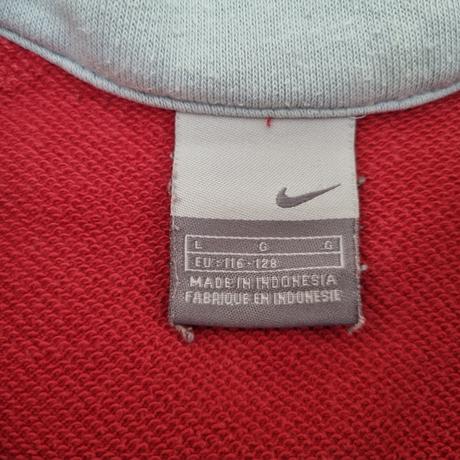 L G G
EU = 116 - 128
MADE IN INDONESIA
FABRIQUE EN INDONESIE